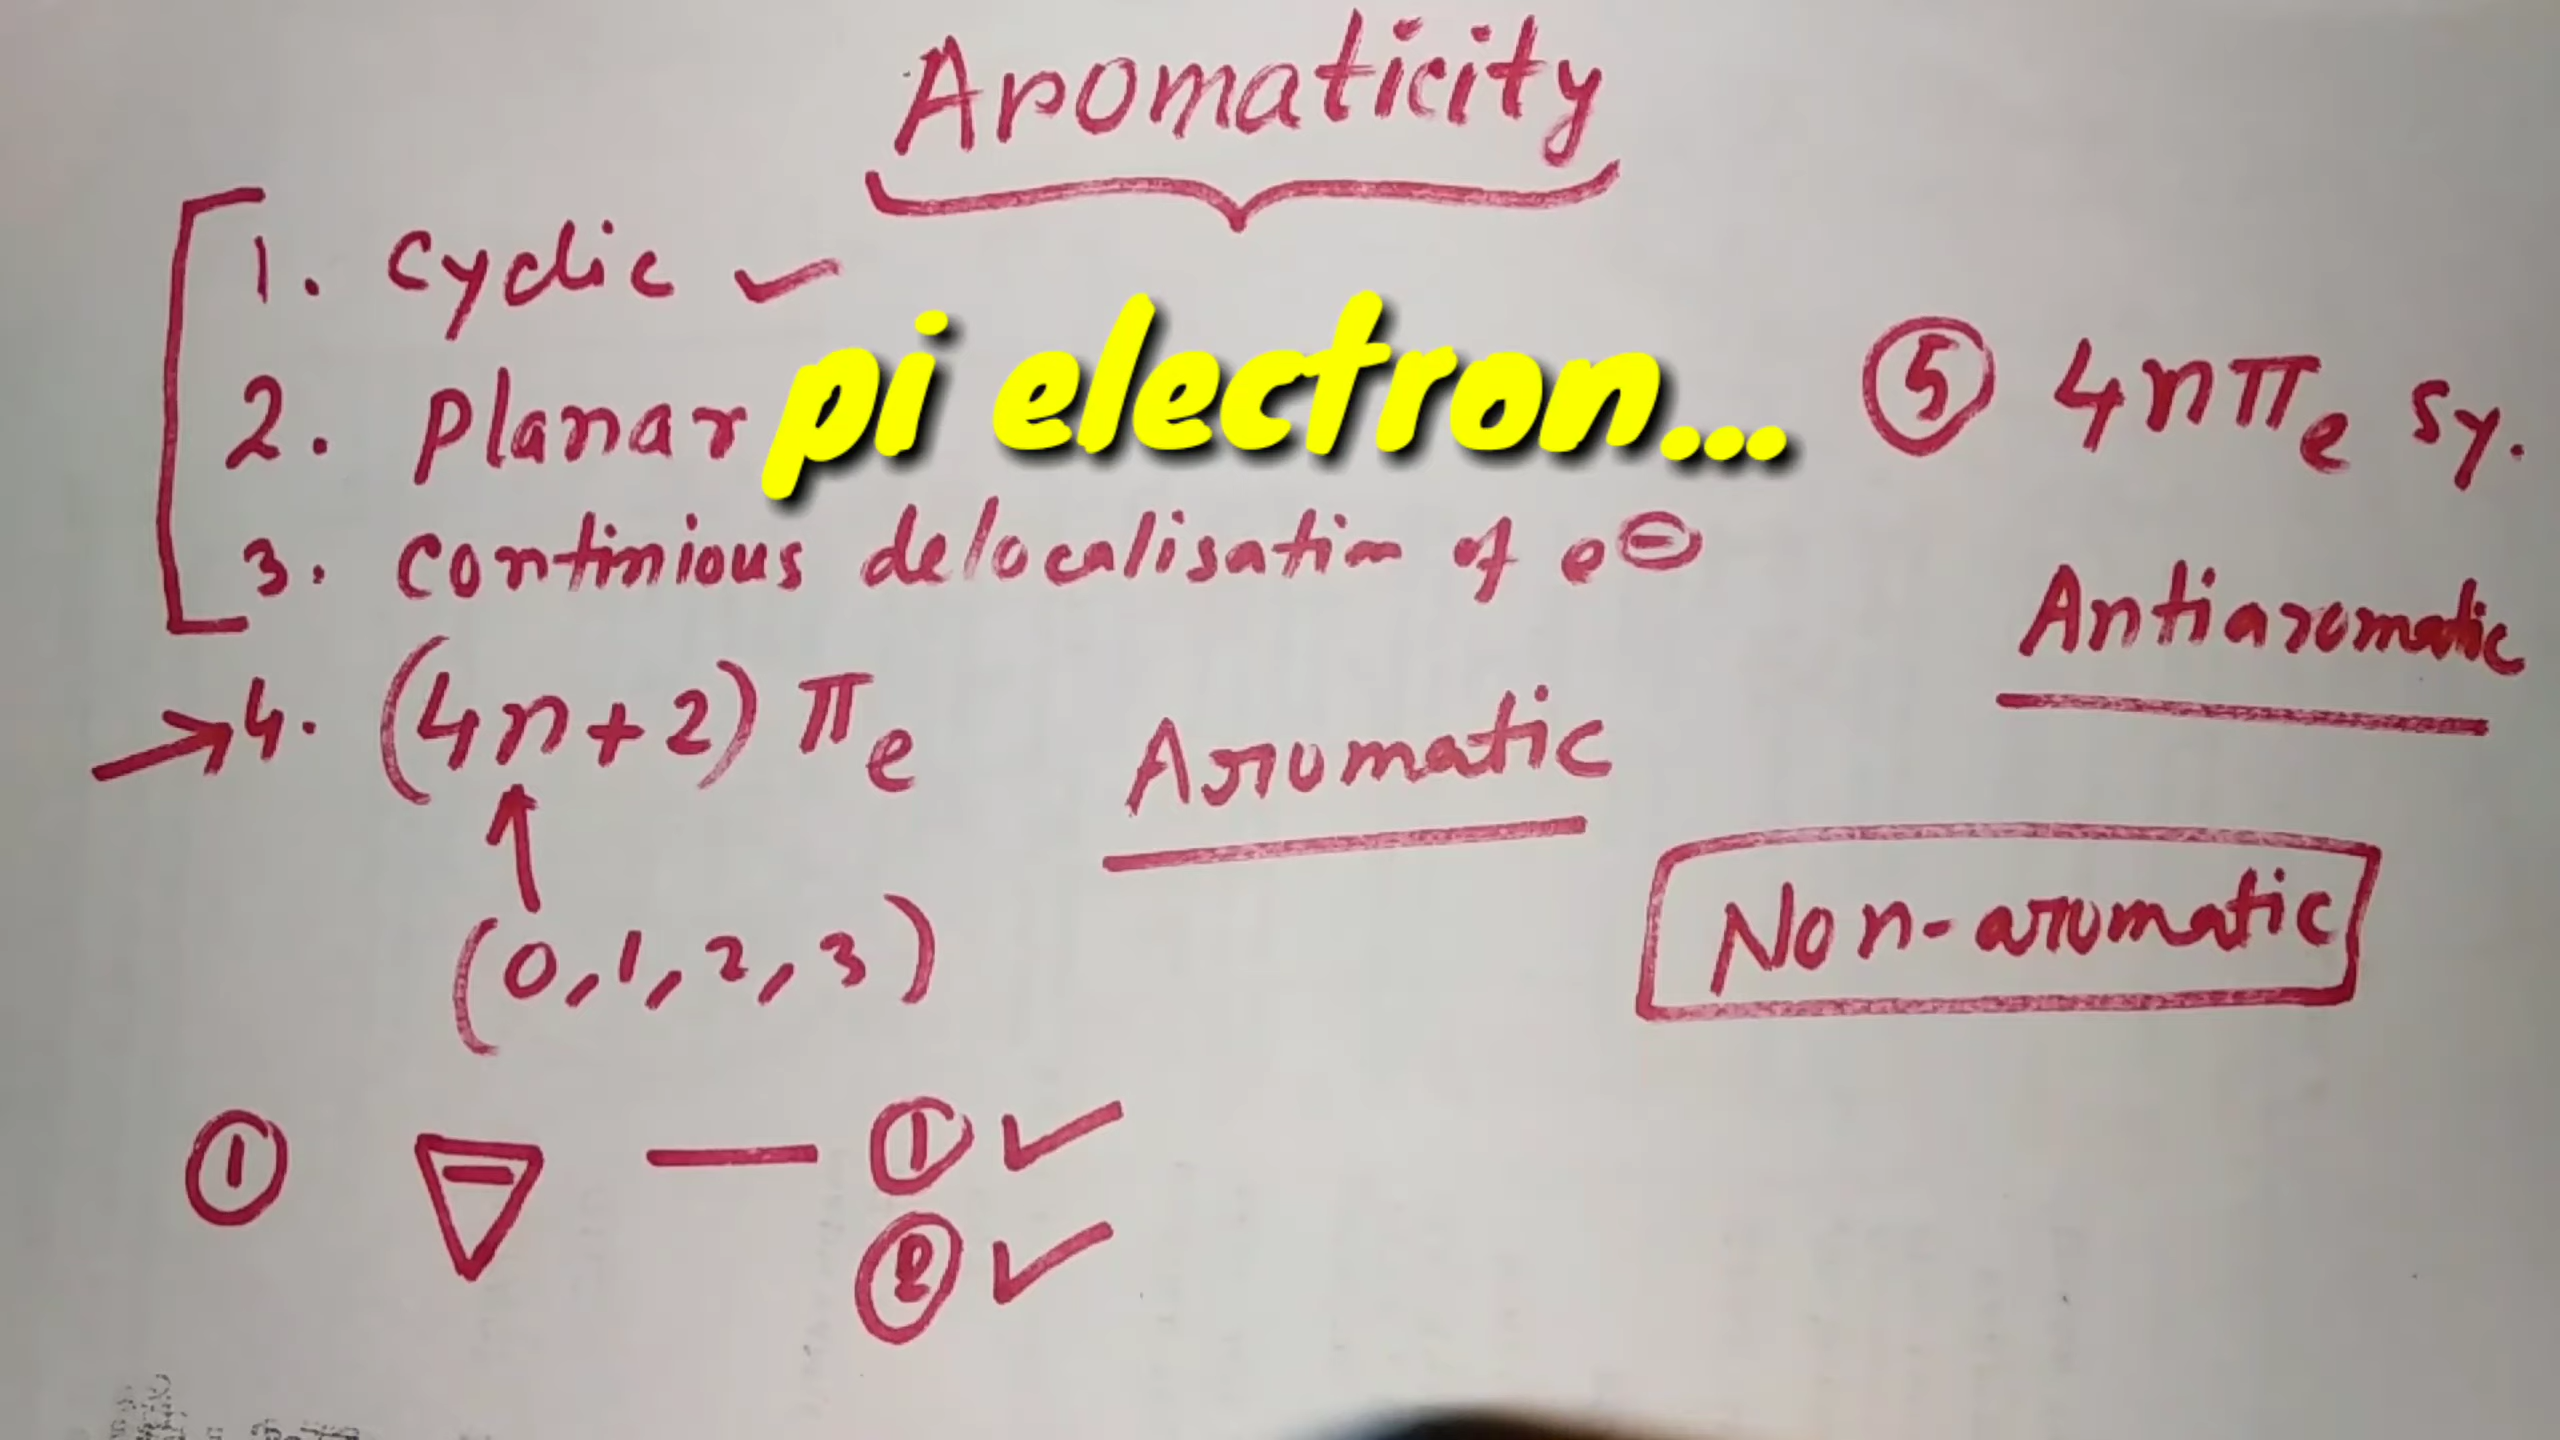 Aromaticity
1. Cyclic ✓
2. Planar
pi electron...
3. Continious delocalisation of e⊖
→ 4. (4n+2) πe
Aromatic
↑
(0,1,2,3)
⑤ 4nπe sy.
Antiaromatic
Non-aromatic
① — ① ✓
② ✓